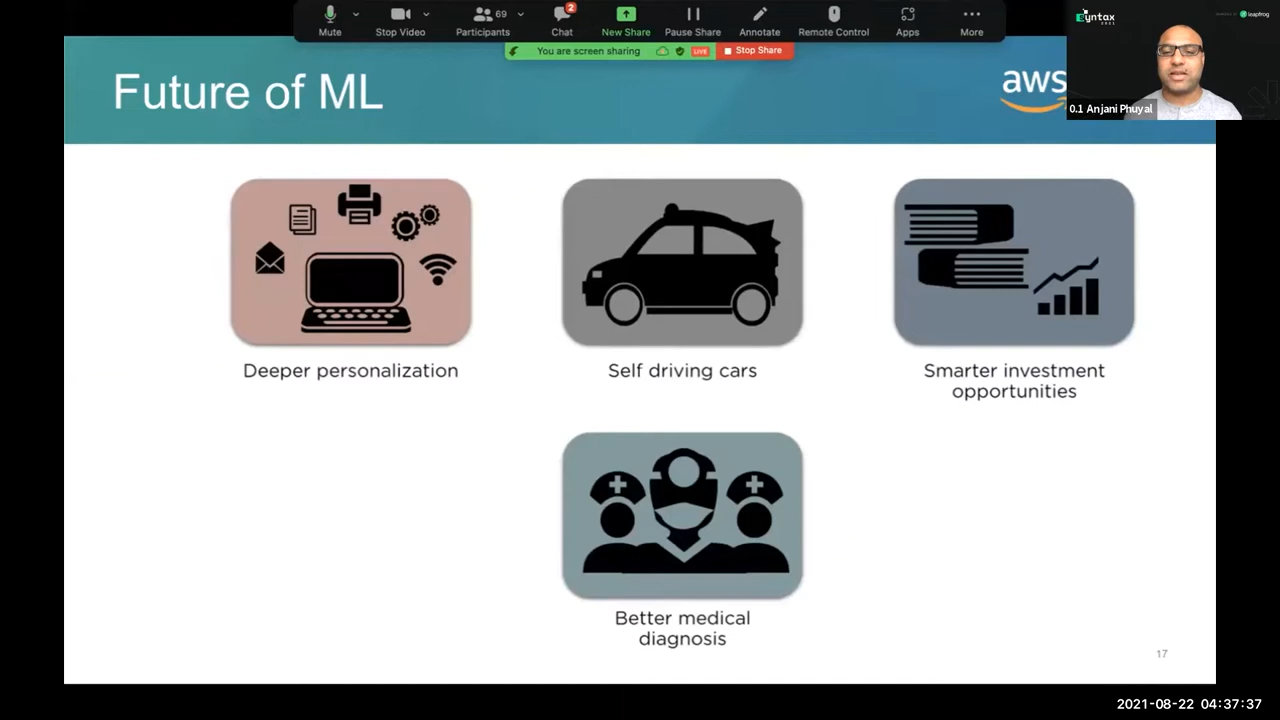 Mute
Stop Video
69
Participants
2
Chat
New Share
Pause Share
Annotate
Remote Control
Apps
More
You are screen sharing
LIVE
Stop Share
Syntax
leapfrog
0.1 Anjani Phuyal
Future of ML
aws
Deeper personalization
Self driving cars
Smarter investment
opportunities
Better medical
diagnosis
17
2021-08-22 04:37:37